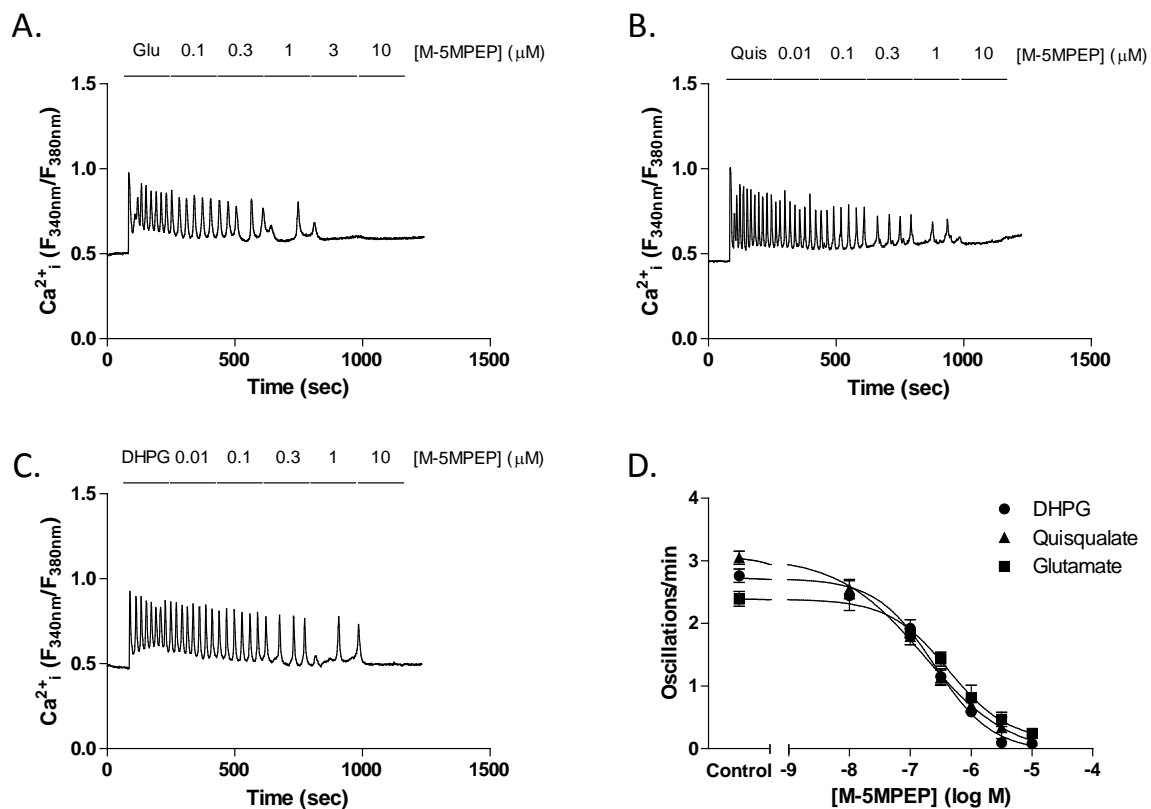 A.
Glu 0.1 0.3 1 3 10 [M-5MPEP] (μM)
1.5
1.0
0.5
0.0
Ca2+i (F340nm/F380nm)
0 500 1000 1500
Time (sec)
B.
Quis 0.01 0.1 0.3 1 10 [M-5MPEP] (μM)
1.5
1.0
0.5
0.0
Ca2+i (F340nm/F380nm)
0 500 1000 1500
Time (sec)
C.
DHPG 0.01 0.1 0.3 1 10 [M-5MPEP] (μM)
1.5
1.0
0.5
0.0
Ca2+i (F340nm/F380nm)
0 500 1000 1500
Time (sec)
D.
4
3
2
1
0
Oscillations/min
DHPG
Quisqualate
Glutamate
Control -9 -8 -7 -6 -5 -4
[M-5MPEP] (log M)